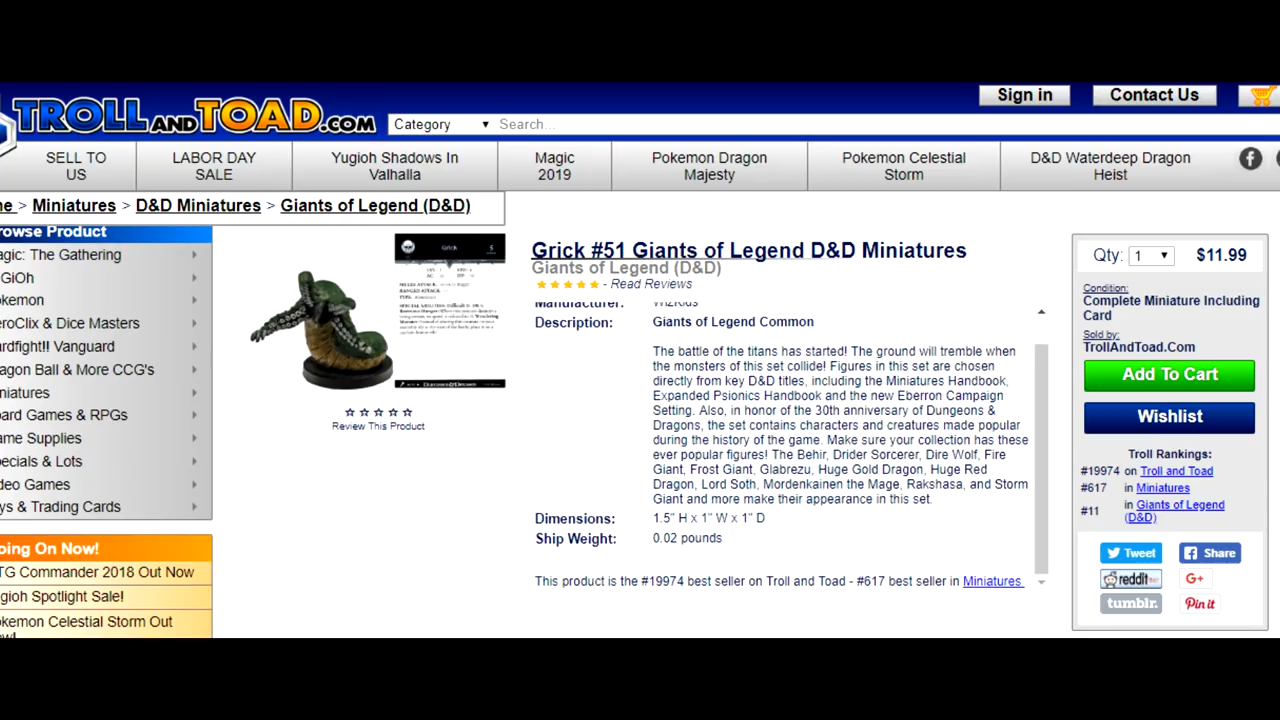 TROLL AND TOAD.COM
Category
Search...
Sign in
Contact Us
SELL TO
US
LABOR DAY
SALE
Yugioh Shadows In
Valhalla
Magic
2019
Pokemon Dragon
Majesty
Pokemon Celestial
Storm
D&D Waterdeep Dragon
Heist
ne > Miniatures > D&D Miniatures > Giants of Legend (D&D)
rowse Product
agic: The Gathering
GiOh
okemon
eroClix & Dice Masters
ardfight!! Vanguard
ragon Ball & More CCG's
niatures
oard Games & RPGs
ame Supplies
pecials & Lots
deo Games
ys & Trading Cards
oing On Now!
TG Commander 2018 Out Now
gioh Spotlight Sale!
okemon Celestial Storm Out
Grick 5
Review This Product
Grick #51 Giants of Legend D&D Miniatures
Giants of Legend (D&D)
- Read Reviews
Manufacturer: WizKids
Description: Giants of Legend Common
The battle of the titans has started! The ground will tremble when
the monsters of this set collide! Figures in this set are chosen
directly from key D&D titles, including the Miniatures Handbook,
Expanded Psionics Handbook and the new Eberron Campaign
Setting. Also, in honor of the 30th anniversary of Dungeons &
Dragons, the set contains characters and creatures made popular
during the history of the game. Make sure your collection has these
ever popular figures! The Behir, Drider Sorcerer, Dire Wolf, Fire
Giant, Frost Giant, Glabrezu, Huge Gold Dragon, Huge Red
Dragon, Lord Soth, Mordenkainen the Mage, Rakshasa, and Storm
Giant and more make their appearance in this set.
Dimensions: 1.5" H x 1" W x 1" D
Ship Weight: 0.02 pounds
This product is the #19974 best seller on Troll and Toad - #617 best seller in Miniatures
Qty: 1 $11.99
Condition:
Complete Miniature Including
Card
Sold by:
TrollAndToad.Com
Add To Cart
Wishlist
Troll Rankings:
#19974 on Troll and Toad
#617 in Miniatures
#11 in Giants of Legend
(D&D)
Tweet
Share
reddit
G+
tumblr.
Pin it